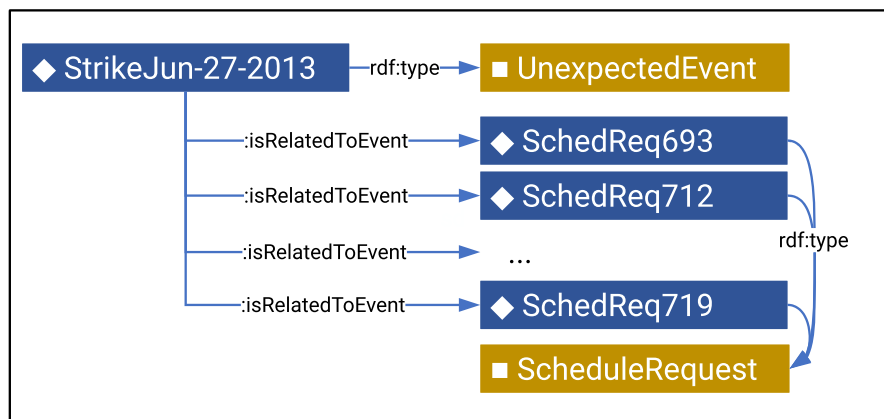 StrikeJun-27-2013
rdf:type
UnexpectedEvent
:isRelatedToEvent
SchedReq693
:isRelatedToEvent
SchedReq712
rdf:type
:isRelatedToEvent
...
:isRelatedToEvent
SchedReq719
ScheduleRequest